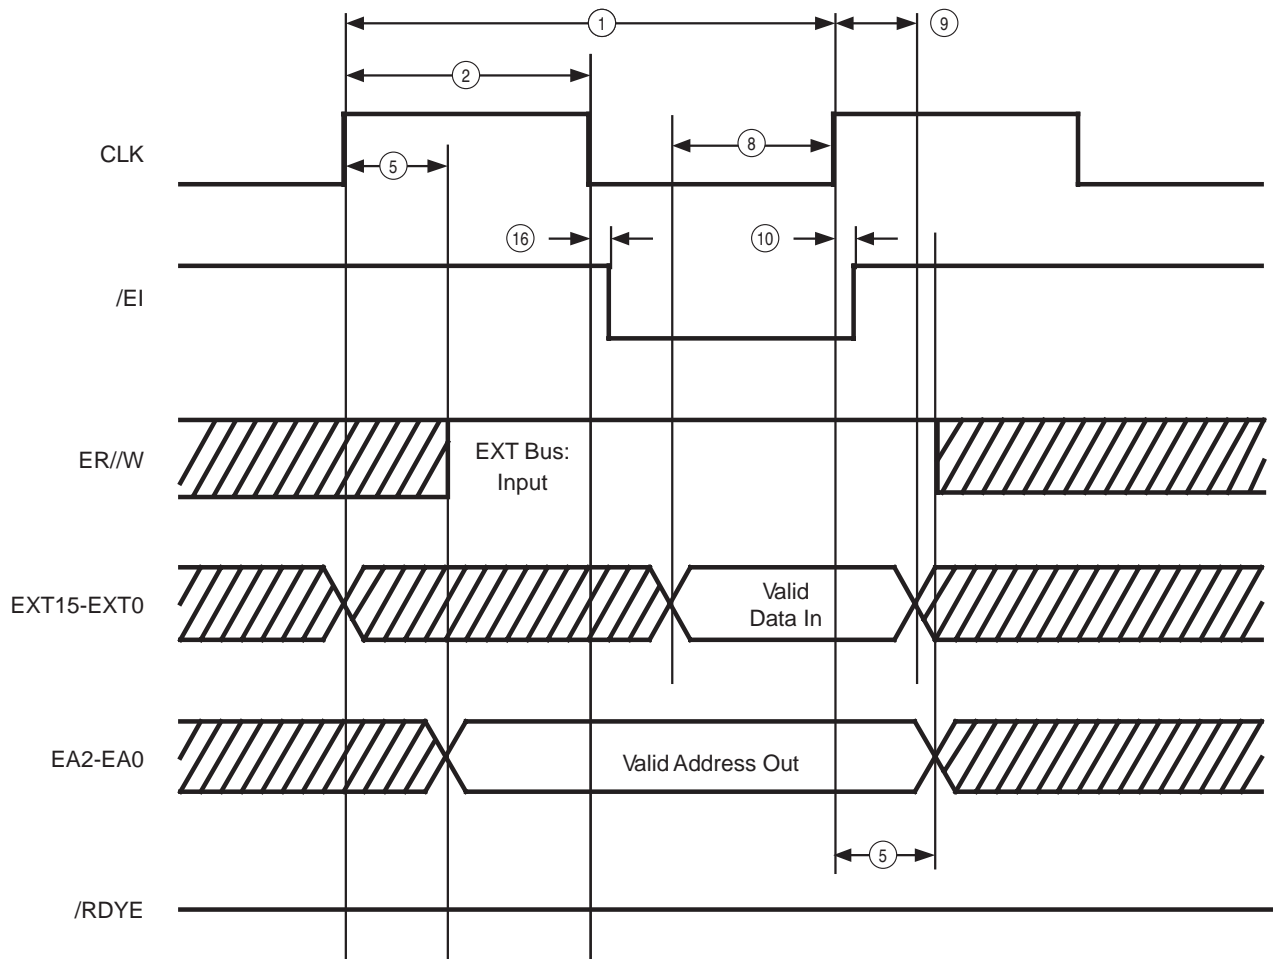 1
9
2
CLK
8
5
16
10
/EI
ER//W
EXT Bus:
Input
EXT15-EXT0
Valid
Data In
EA2-EA0
Valid Address Out
5
/RDYE